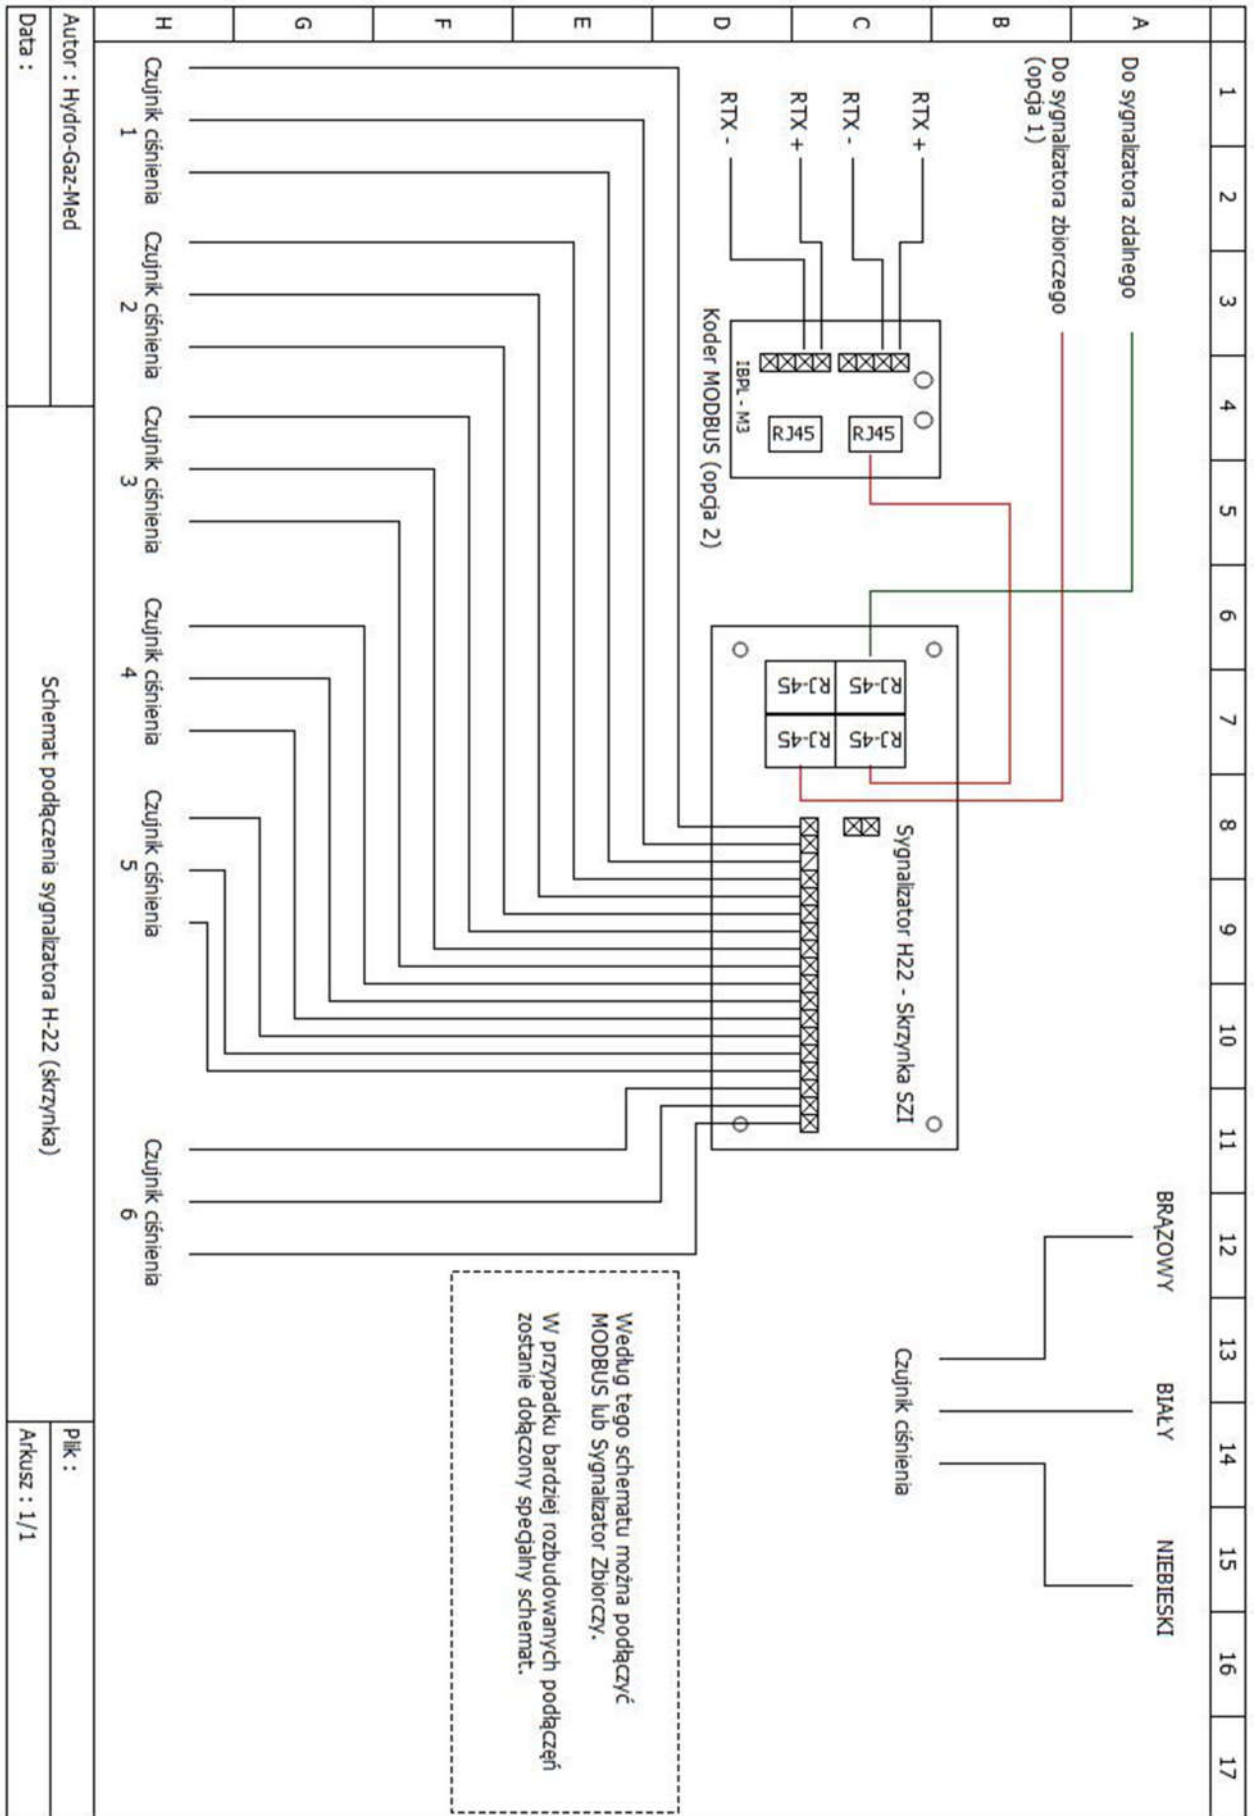 1
2
3
4
5
6
7
8
9
10
11
12
13
14
15
16
17
A
B
C
D
E
F
G
H
Do sygnalizatora zdalnego
Do sygnalizatora zbiorczego
(opcja 1)
RTX +
RTX -
RTX +
RTX -
RJ45
RJ45
IBPL - M3
Koder MODBUS (opcja 2)
RJ-45
RJ-45
RJ-45
RJ-45
Sygnalizator H22 - Skrzynka SZI
BRĄZOWY
BIAŁY
NIEBIESKI
Czujnik ciśnienia
Według tego schematu można podłączyć
MODBUS lub Sygnalizator Zbiorczy.
W przypadku bardziej rozbudowanych podłączeń
zostanie dołączony specjalny schemat.
Czujnik ciśnienia
1
Czujnik ciśnienia
2
Czujnik ciśnienia
3
Czujnik ciśnienia
4
Czujnik ciśnienia
5
Czujnik ciśnienia
6
Autor : Hydro-Gaz-Med
Data :
Schemat podłączenia sygnalizatora H-22 (skrzynka)
Plik :
Arkusz : 1/1